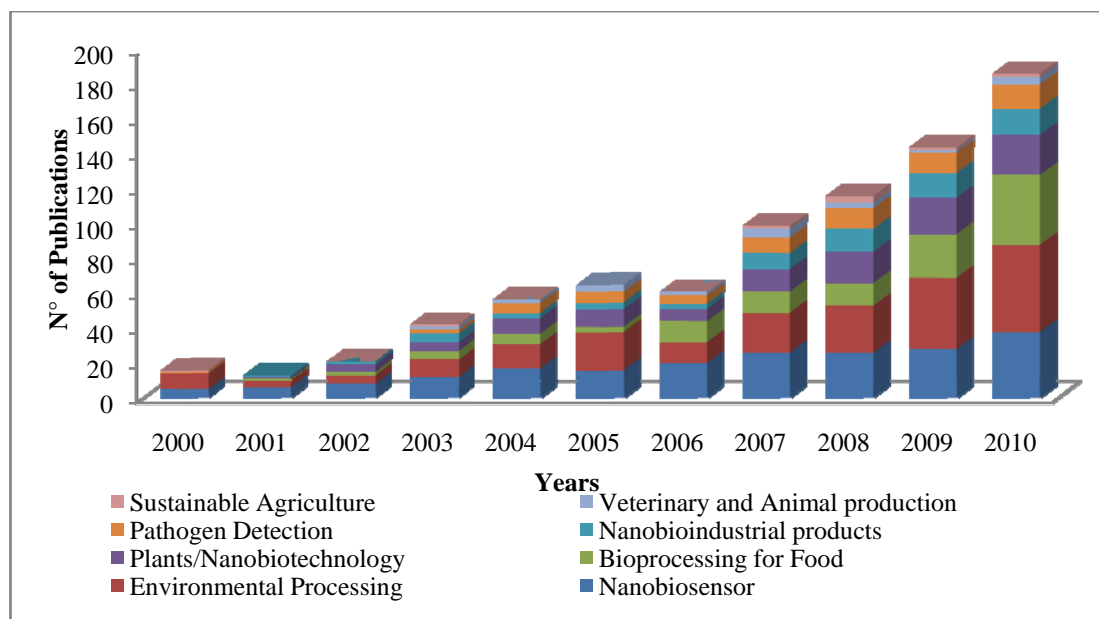 200
180
160
140
120
100
80
60
40
20
0
N° of Publications
2000 2001 2002 2003 2004 2005 2006 2007 2008 2009 2010
Years
Sustainable Agriculture Veterinary and Animal production
Pathogen Detection Nanobioindustrial products
Plants/Nanobiotechnology Bioprocessing for Food
Environmental Processing Nanobiosensor